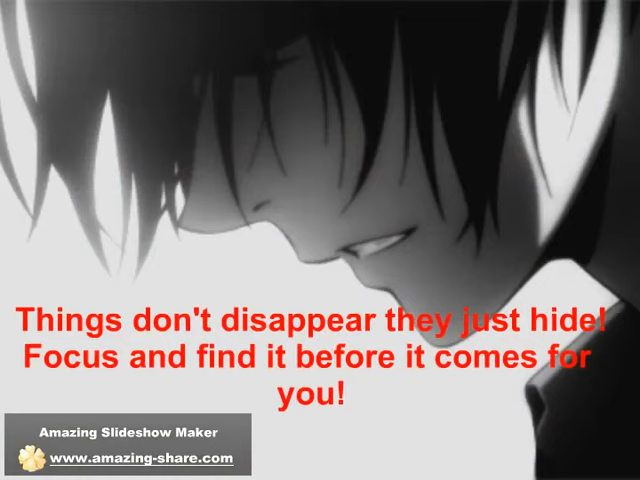 Things don't disappear they just hide!
Focus and find it before it comes for
you!
Amazing Slideshow Maker
www.amazing-share.com